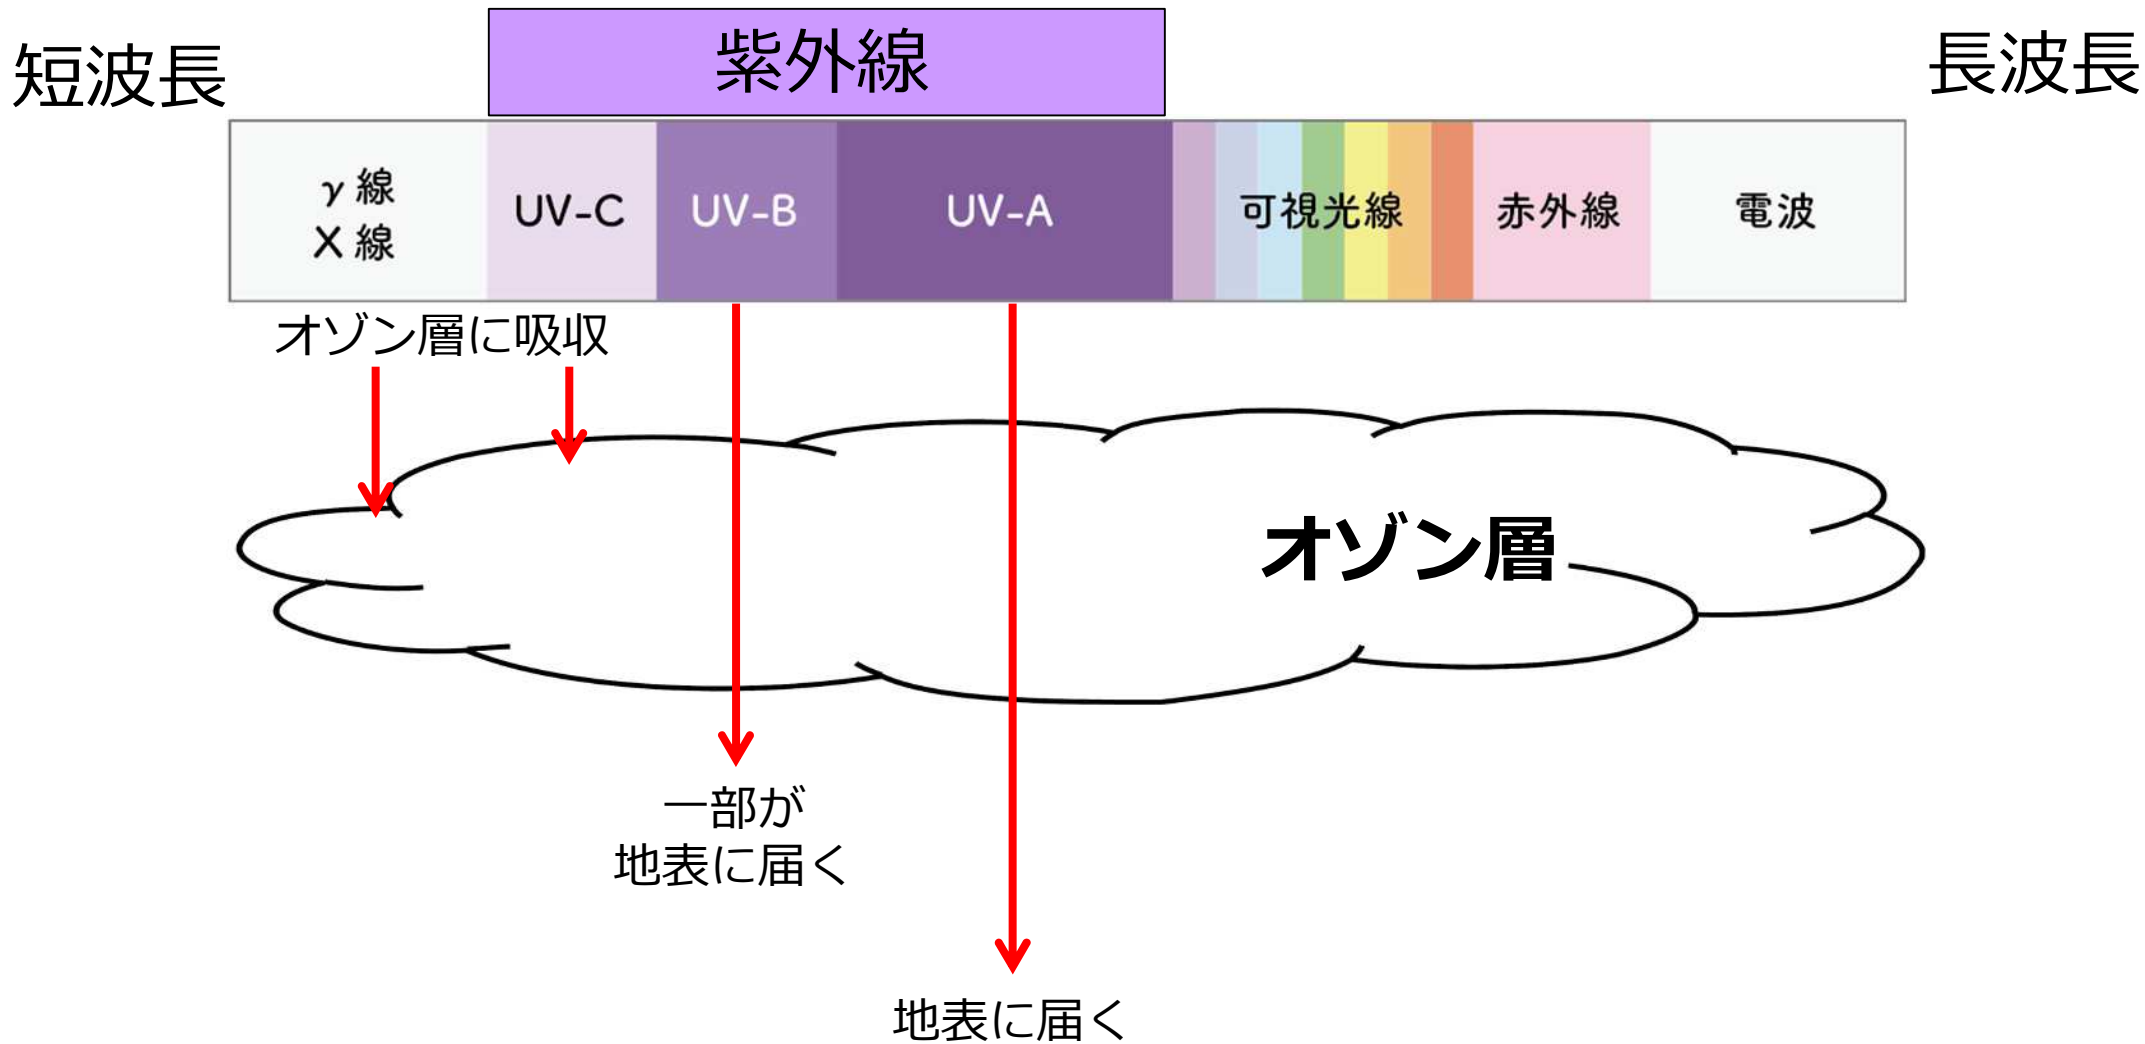 短波長
紫外線
長波長
γ線
X線
UV-C
UV-B
UV-A
可視光線
赤外線
電波
オゾン層に吸収
オゾン層
一部が
地表に届く
地表に届く